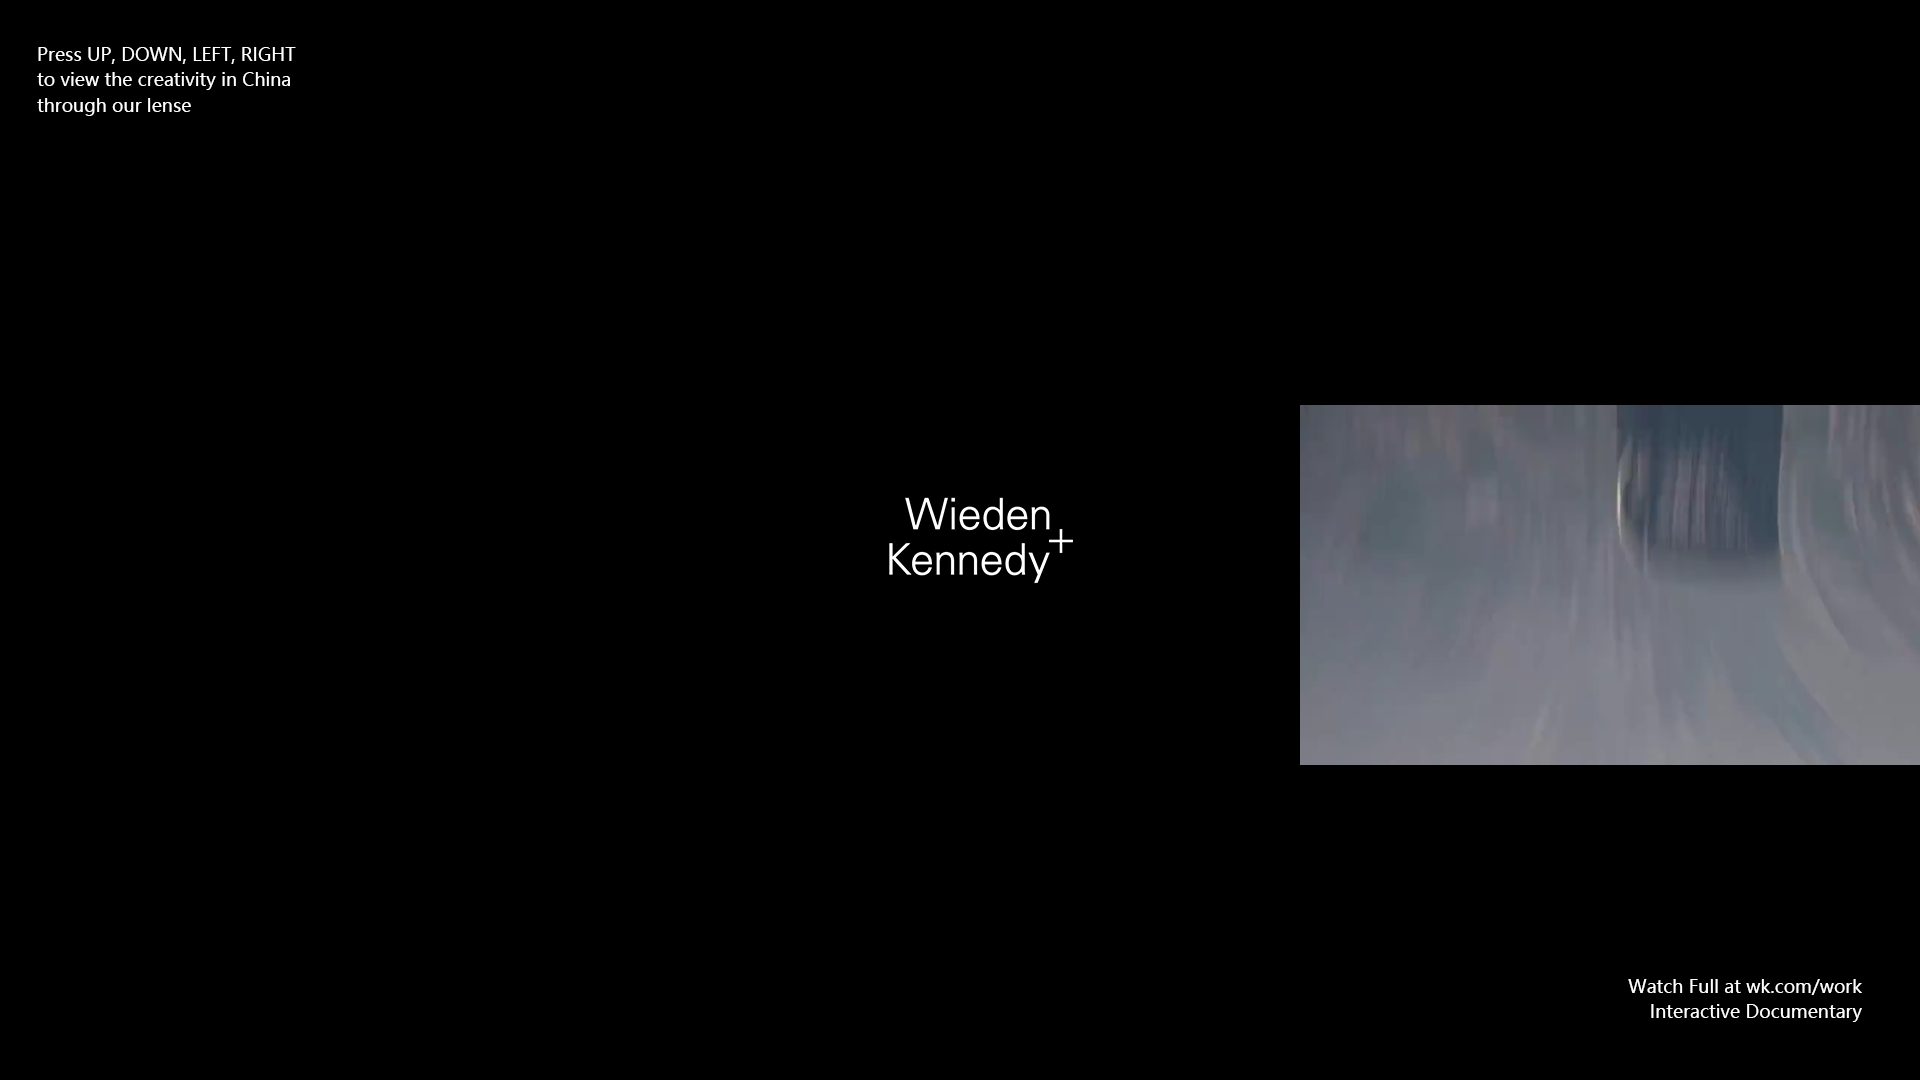 Press UP, DOWN, LEFT, RIGHT
to view the creativity in China
through our lense
Wieden
Kennedy+
Watch Full at wk.com/work
Interactive Documentary